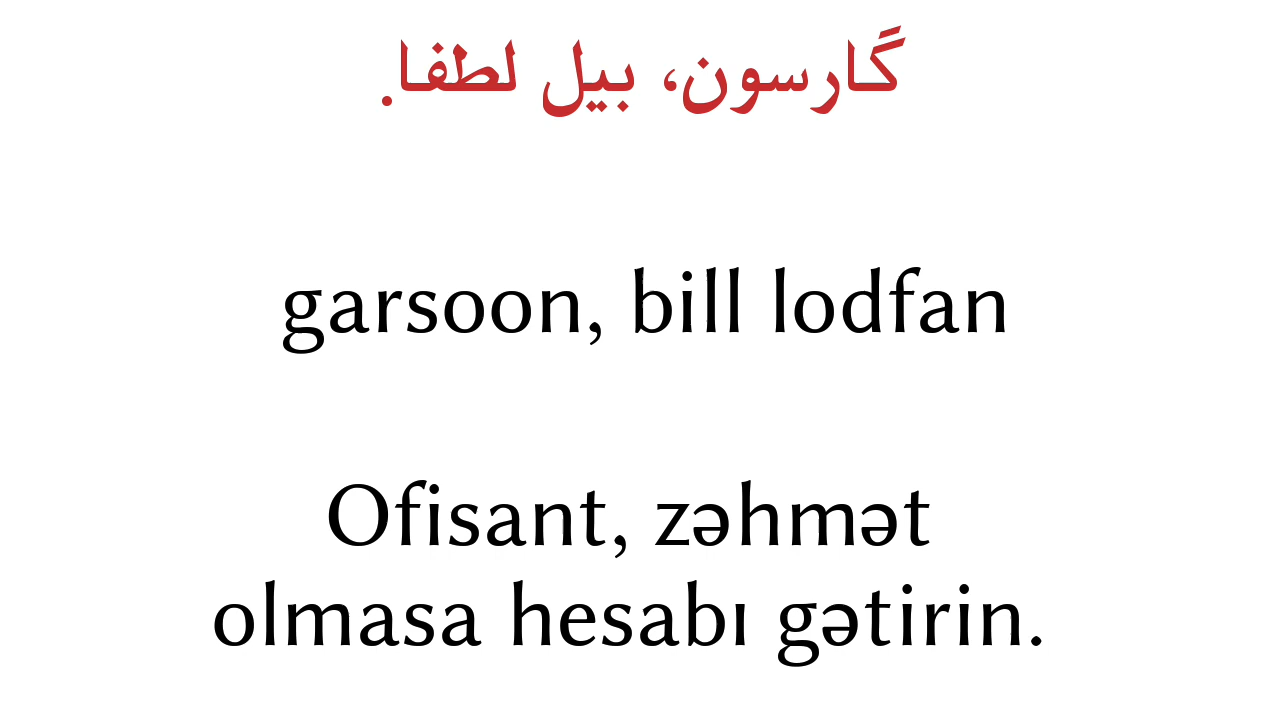 گارسون، بیل لطفا.
garsoon, bill lodfan
Ofisant, zəhmət
olmasa hesabı gətirin.